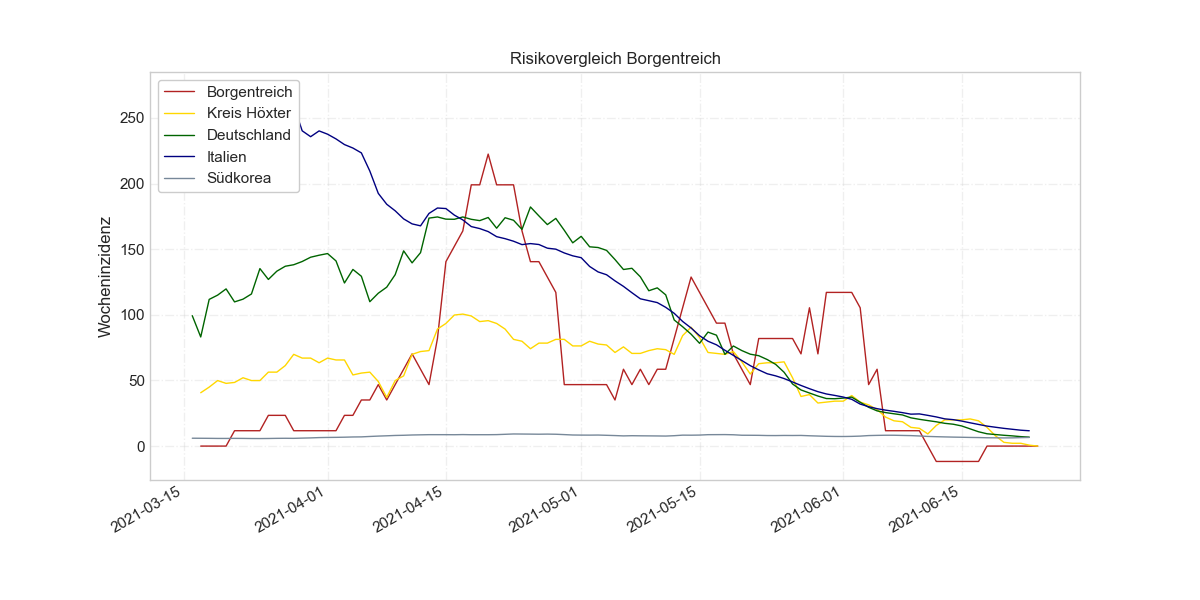 Risikovergleich Borgentreich
Borgentreich
Kreis Höxter
Deutschland
Italien
Südkorea
Wocheninzidenz
250
200
150
100
50
0
2021-03-15
2021-04-01
2021-04-15
2021-05-01
2021-05-15
2021-06-01
2021-06-15